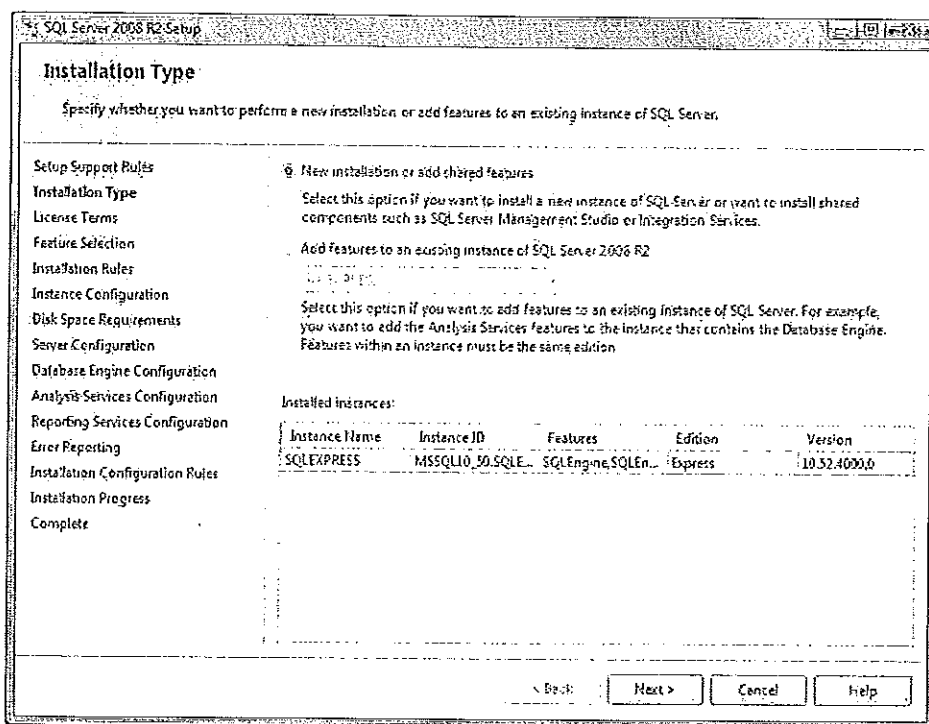 SQL Server 2008 R2 Setup
Installation Type
Specify whether you want to perform a new installation or add features to an existing instance of SQL Server.
Setup Support Rules
Installation Type
License Terms
Feature Selection
Installation Rules
Instance Configuration
Disk Space Requirements
Server Configuration
Database Engine Configuration
Analysis Services Configuration
Reporting Services Configuration
Error Reporting
Installation Configuration Rules
Installation Progress
Complete
New installation or add shared features
Select this option if you want to install a new instance of SQL Server or want to install shared
components such as SQL Server Management Studio or Integration Services.
Add features to an existing instance of SQL Server 2008 R2
Select this option if you want to add features to an existing instance of SQL Server. For example,
you want to add the Analysis Services features to the instance that contains the Database Engine.
Features within an instance must be the same edition
Installed instances:
Instance Name Instance ID Features Edition Version
SQLEXPRESS MSSQL10_50.SQLE... SQLEngine,SQLEn... Express 10.52.4000.0
< Back Next > Cancel Help